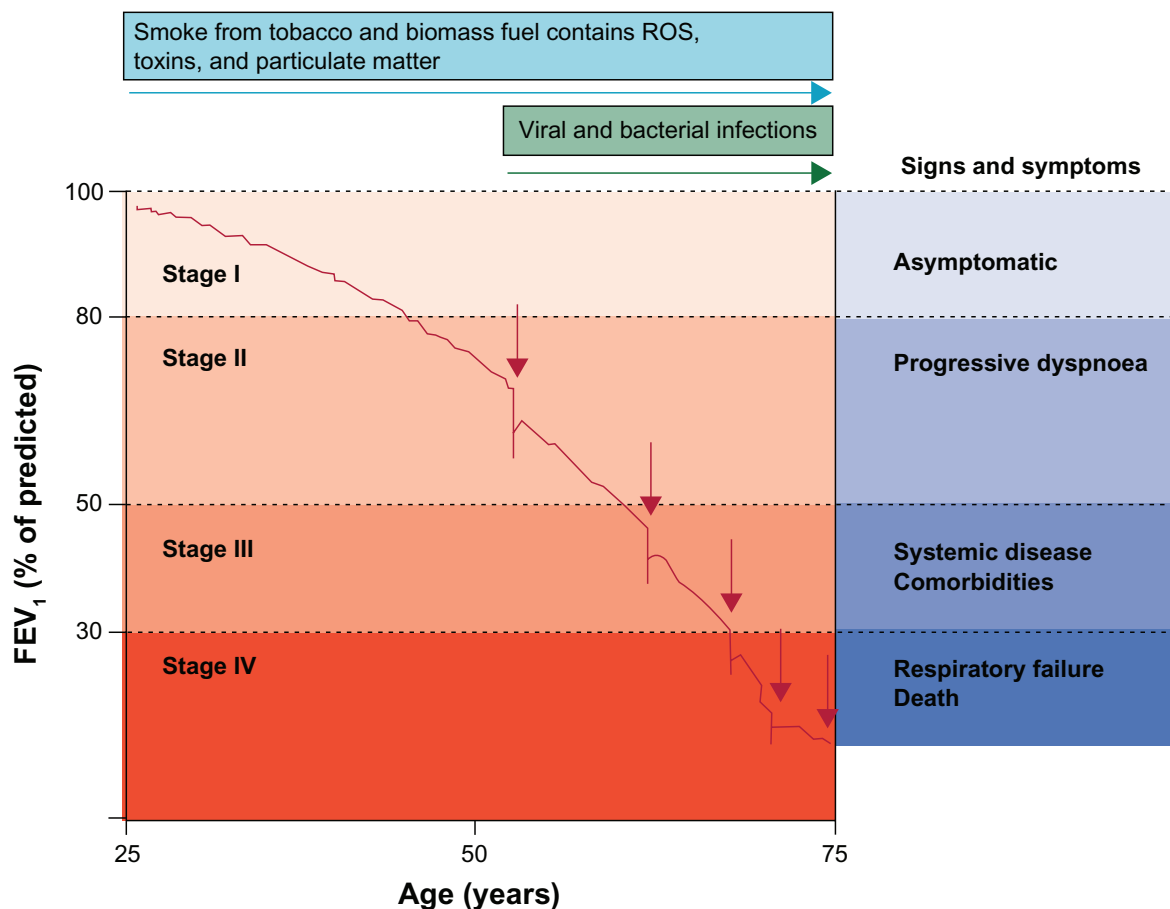 Smoke from tobacco and biomass fuel contains ROS,
toxins, and particulate matter
Viral and bacterial infections
Signs and symptoms
100
Stage I
Asymptomatic
80
Stage II
Progressive dyspnoea
50
Stage III
Systemic disease
Comorbidities
30
Stage IV
Respiratory failure
Death
FEV₁ (% of predicted)
25
50
75
Age (years)